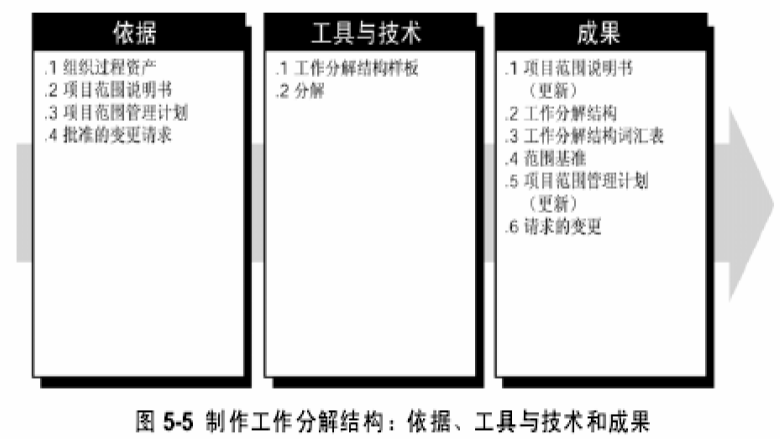 依据
.1 组织过程资产
.2 项目范围说明书
.3 项目范围管理计划
.4 批准的变更请求
工具与技术
.1 工作分解结构样板
.2 分解
成果
.1 项目范围说明书
（更新）
.2 工作分解结构
.3 工作分解结构词汇表
.4 范围基准
.5 项目范围管理计划
（更新）
.6 请求的变更
图 5-5 制作工作分解结构：依据、工具与技术和成果